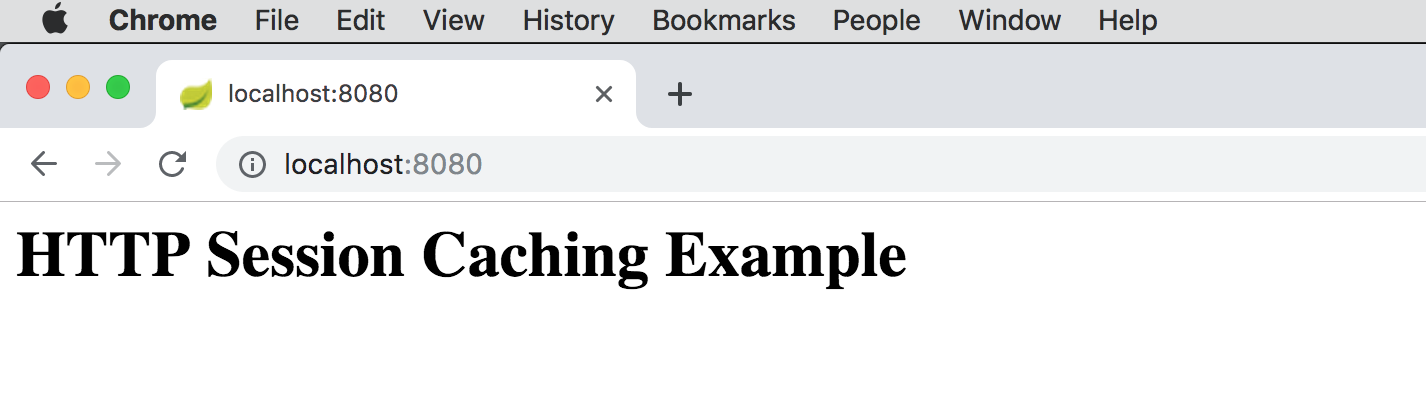 Chrome File Edit View History Bookmarks People Window Help
localhost:8080
localhost:8080
HTTP Session Caching Example